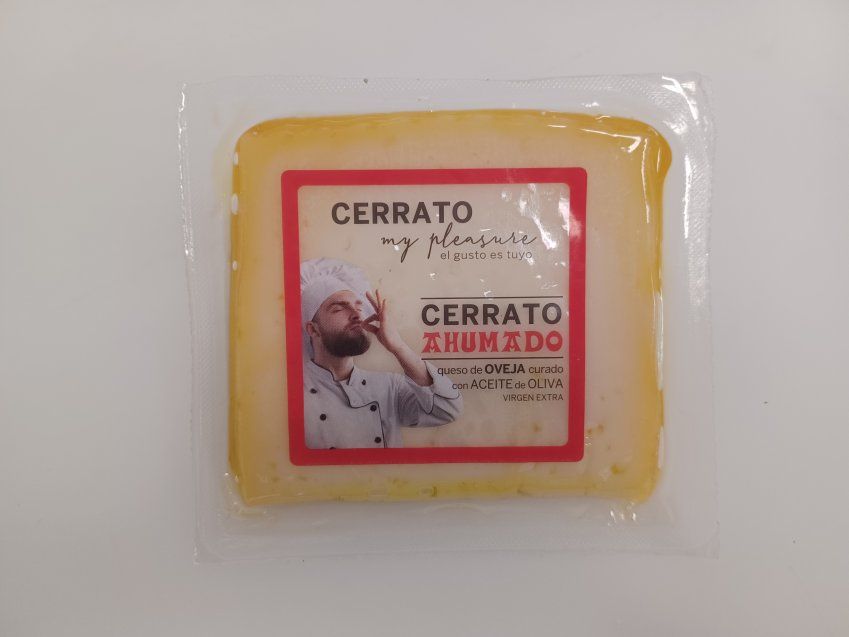 CERRATO
my pleasure
el gusto es tuyo
CERRATO
AHUMADO
queso de OVEJA curado
con ACEITE de OLIVA
VIRGEN EXTRA